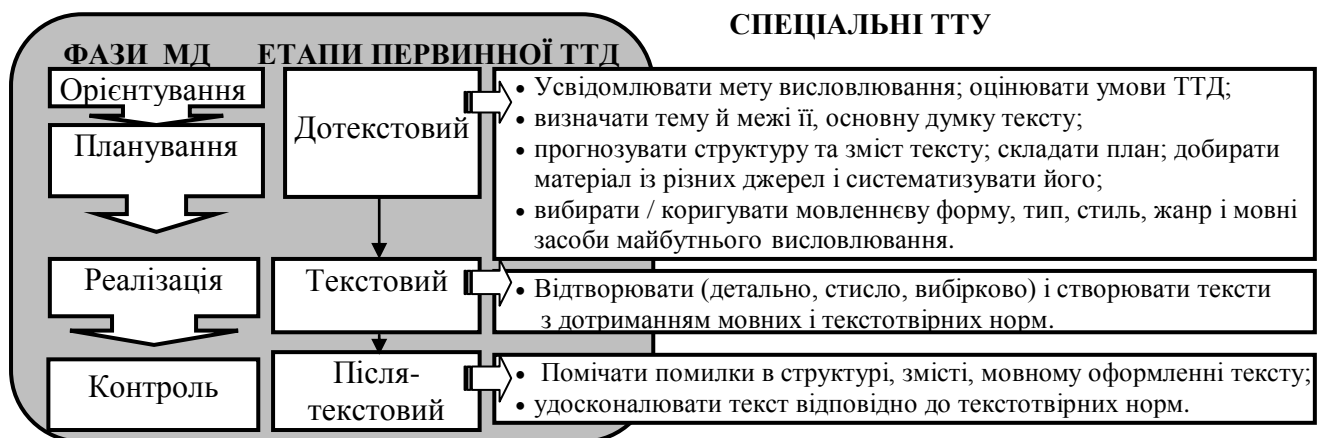 СПЕЦІАЛЬНІ ТТУ
ФАЗИ МД ЕТАПИ ПЕРВИННОЇ ТТД
Орієнтування
Планування
Дотекстовий
• Усвідомлювати мету висловлювання; оцінювати умови ТТД;
• визначати тему й межі її, основну думку тексту;
• прогнозувати структуру та зміст тексту; складати план; добирати
матеріал із різних джерел і систематизувати його;
• вибирати / коригувати мовленнєву форму, тип, стиль, жанр і мовні
засоби майбутнього висловлювання.
Реалізація
Текстовий
• Відтворювати (детально, стисло, вибірково) і створювати тексти
з дотриманням мовних і текстотвірних норм.
Контроль
Після-
текстовий
• Помічати помилки в структурі, змісті, мовному оформленні тексту;
• удосконалювати текст відповідно до текстотвірних норм.